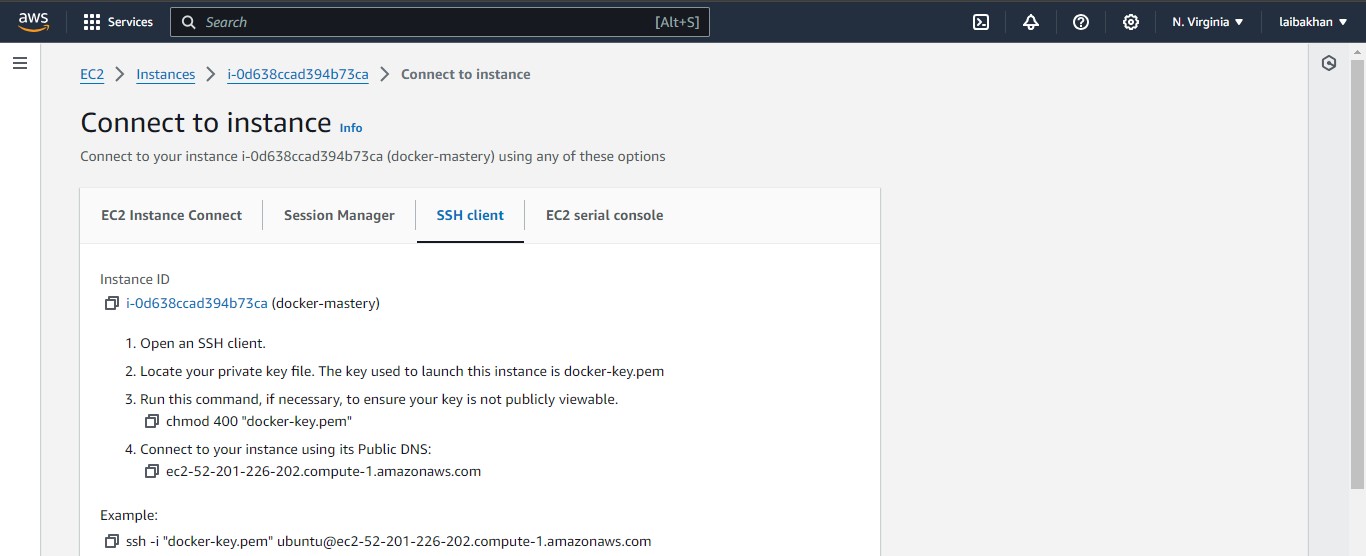 aws Services Search [Alt+S] N. Virginia laibakhan
EC2 Instances i-0d638ccad394b73ca Connect to instance
Connect to instance Info
Connect to your instance i-0d638ccad394b73ca (docker-mastery) using any of these options
EC2 Instance Connect Session Manager SSH client EC2 serial console
Instance ID
i-0d638ccad394b73ca (docker-mastery)
1. Open an SSH client.
2. Locate your private key file. The key used to launch this instance is docker-key.pem
3. Run this command, if necessary, to ensure your key is not publicly viewable.
chmod 400 "docker-key.pem"
4. Connect to your instance using its Public DNS:
ec2-52-201-226-202.compute-1.amazonaws.com
Example:
ssh -i "docker-key.pem" ubuntu@ec2-52-201-226-202.compute-1.amazonaws.com